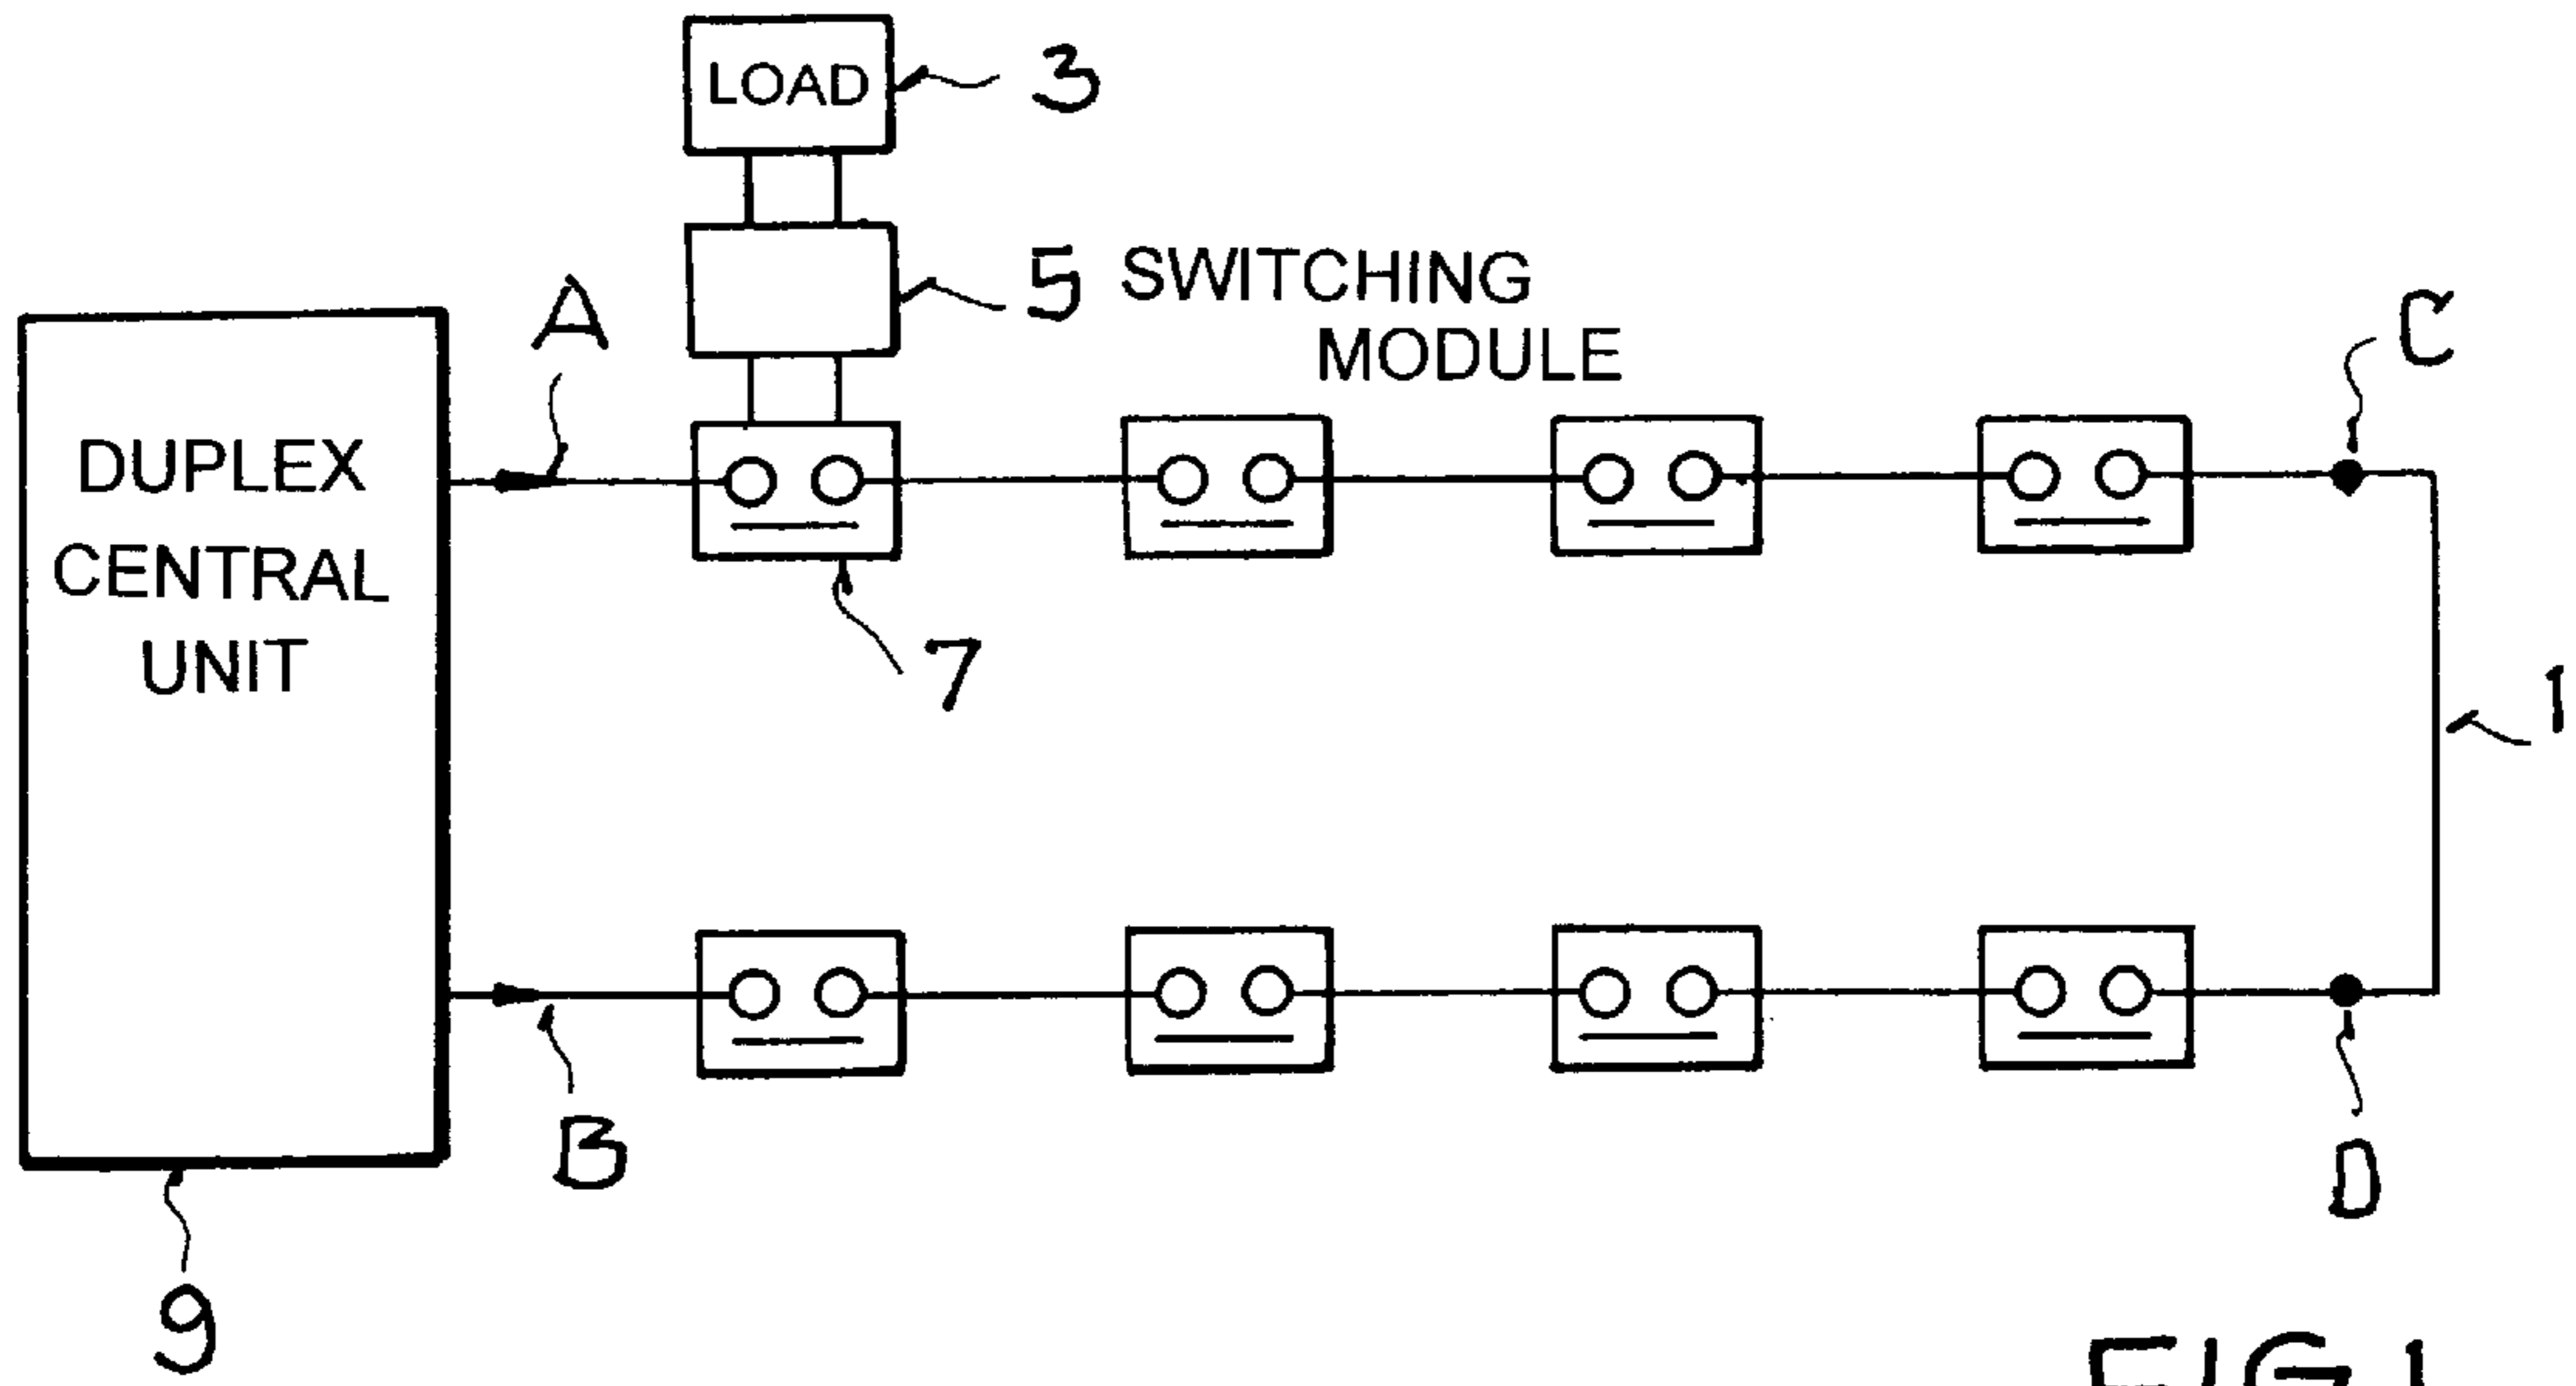 LOAD
3
5 SWITCHING
MODULE
A
C
DUPLEX
CENTRAL
UNIT
7
1
B
D
9
FIG 1